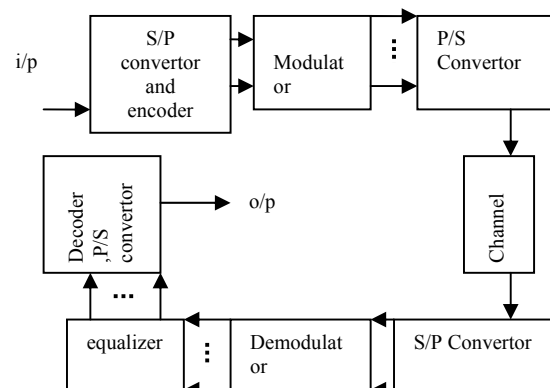 i/p
S/P
convertor
and
encoder
Modulat
or
...
P/S
Convertor
Channel
S/P Convertor
Demodulat
or
...
equalizer
...
Decoder
,P/S
convertor
o/p